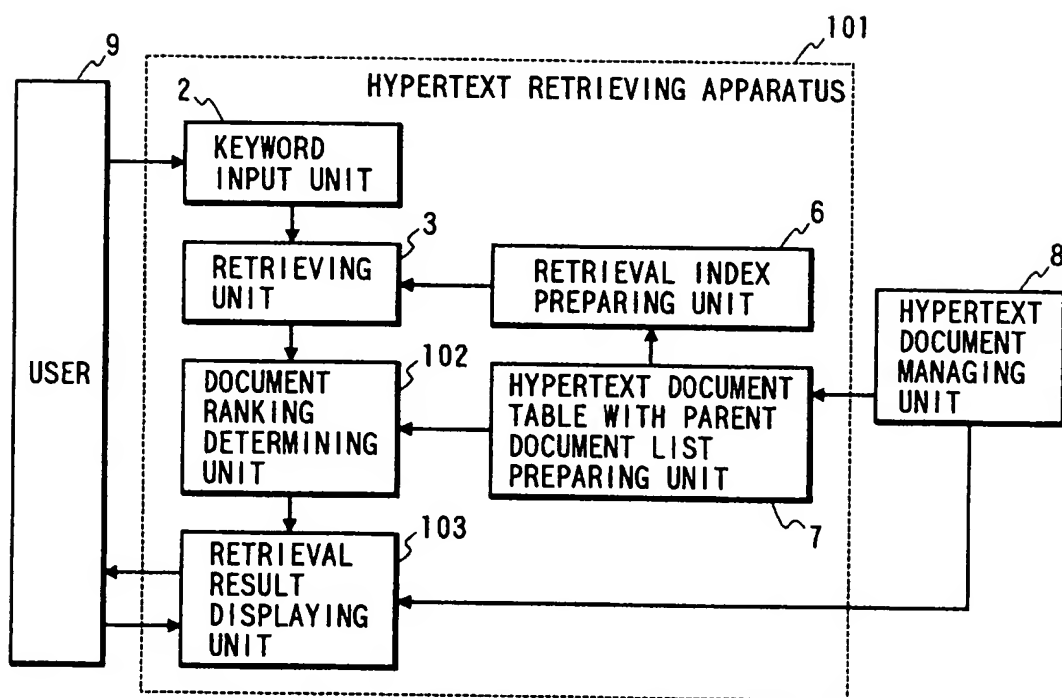 101
9
HYPERTEXT RETRIEVING APPARATUS
2
KEYWORD
INPUT UNIT
3
RETRIEVING
UNIT
6
RETRIEVAL INDEX
PREPARING UNIT
8
HYPERTEXT
DOCUMENT
MANAGING
UNIT
USER
102
DOCUMENT
RANKING
DETERMINING
UNIT
HYPERTEXT DOCUMENT
TABLE WITH PARENT
DOCUMENT LIST
PREPARING UNIT
7
103
RETRIEVAL
RESULT
DISPLAYING
UNIT